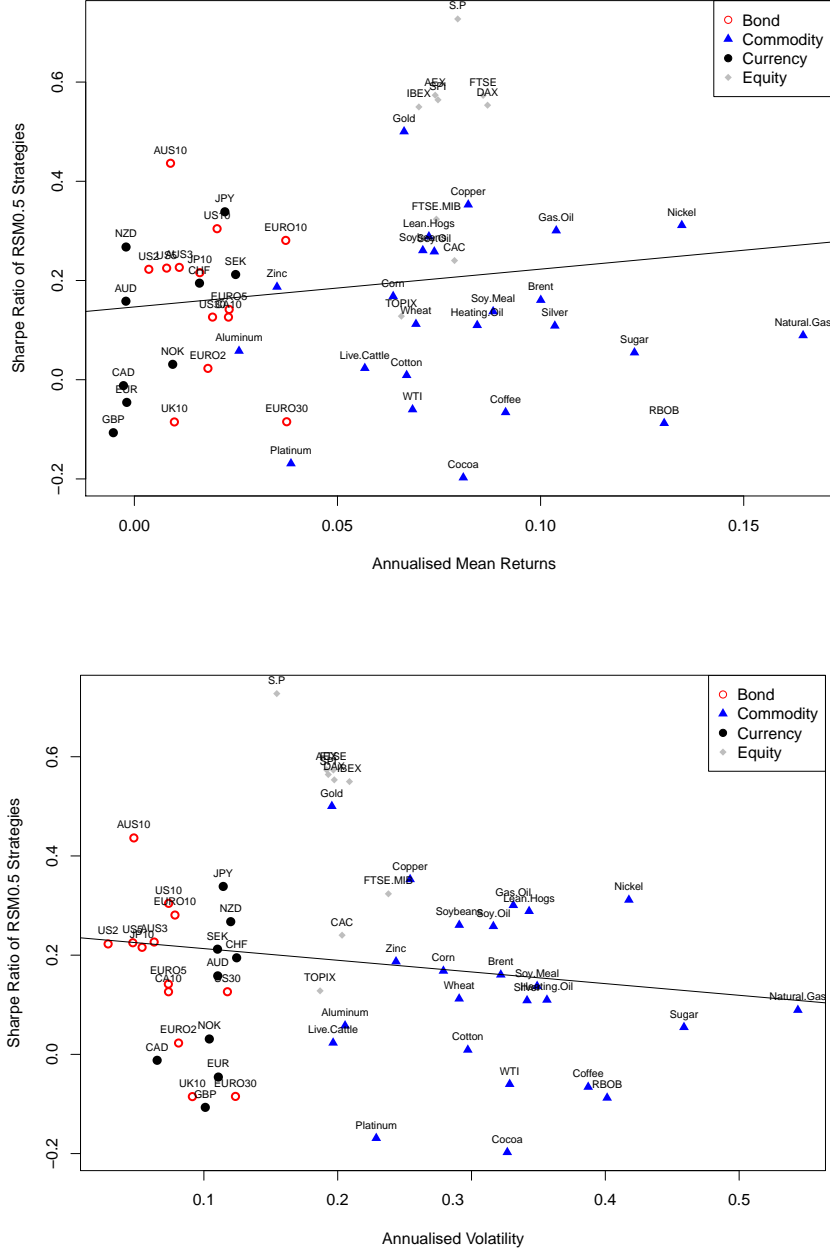 S.P
Bond
Commodity
Currency
Equity
AEX
SPI
FTSE
IBEX
DAX
Gold
AUS10
JPY
Copper
US10
FTSE.MIB
Nickel
NZD
EURO10
Lean.Hogs
Gas.Oil
Soybeans
Soy.Oil
US2
US5
AUS3
JP10
SEK
CAC
CHF
Zinc
AUD
EURO5
Corn
Brent
US30
CA10
TOPIX
Wheat
Soy.Meal
Heating.Oil
Silver
Natural.Gas
Aluminum
Sugar
NOK
EURO2
Live.Cattle
Cotton
CAD
EUR
GBP
UK10
EURO30
WTI
Coffee
RBOB
Platinum
Cocoa
−0.2
0.0
0.2
0.4
0.6
Sharpe Ratio of RSM0.5 Strategies
0.00
0.05
0.10
0.15
Annualised Mean Returns
S.P
Bond
Commodity
Currency
Equity
AEX
FTSE
SPI
DAX
IBEX
Gold
AUS10
JPY
Copper
US10
FTSE.MIB
Nickel
EURO10
NZD
Gas.Oil
Lean.Hogs
Soybeans
Soy.Oil
US2
US5
AUS3
JP10
SEK
CHF
CAC
Zinc
Corn
Brent
EURO5
CA10
AUD
US30
TOPIX
Wheat
Soy.Meal
Silver
Heating.Oil
Natural.Gas
Aluminum
Sugar
EURO2
NOK
Live.Cattle
Cotton
CAD
EUR
UK10
GBP
EURO30
WTI
Coffee
RBOB
Platinum
Cocoa
−0.2
0.0
0.2
0.4
0.6
Sharpe Ratio of RSM0.5 Strategies
0.1
0.2
0.3
0.4
0.5
Annualised Volatility